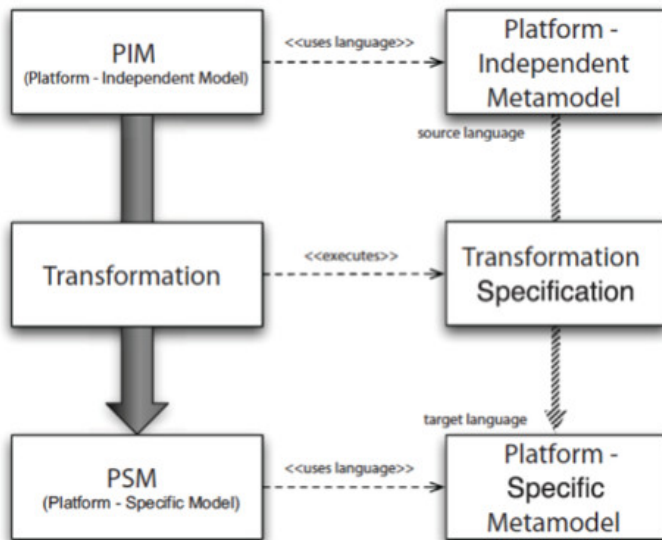 PIM
(Platform - Independent Model)
<<uses language>>
Platform -
Independent
Metamodel
source language
Transformation
<<executes>>
Transformation
Specification
target language
PSM
(Platform - Specific Model)
<<uses language>>
Platform -
Specific
Metamodel